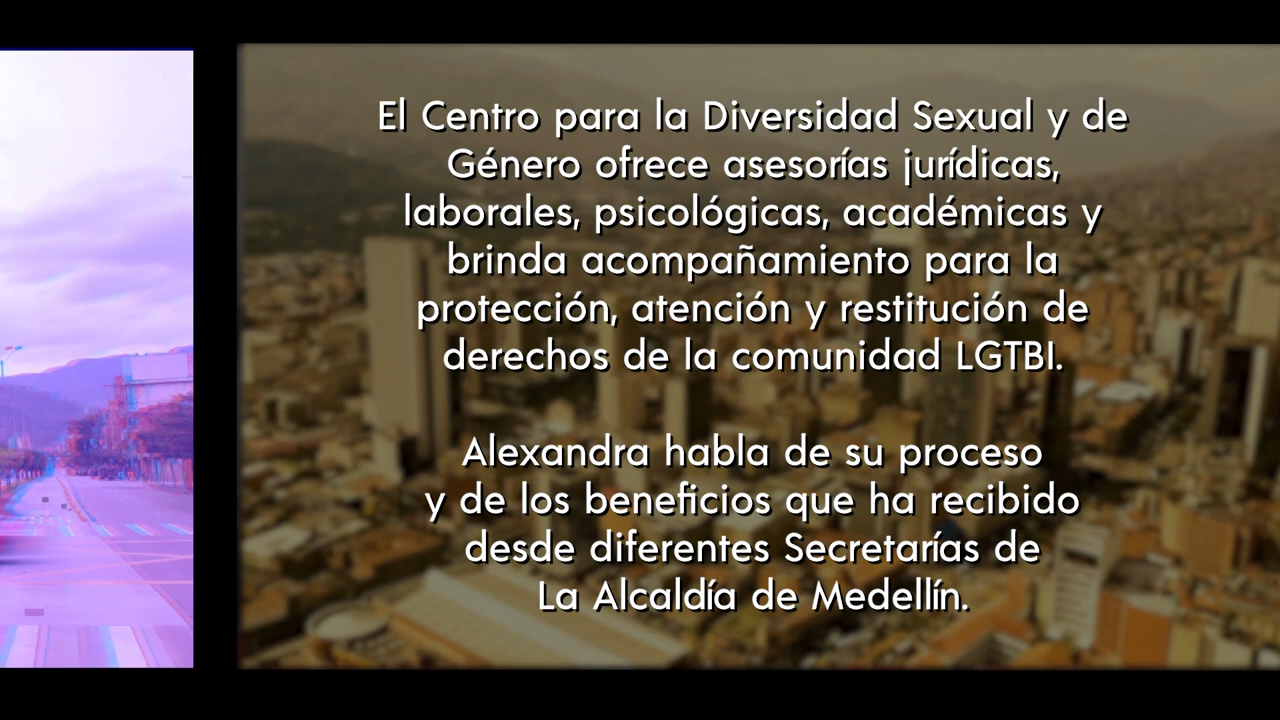 El Centro para la Diversidad Sexual y de
Género ofrece asesorías jurídicas,
laborales, psicológicas, académicas y
brinda acompañamiento para la
protección, atención y restitución de
derechos de la comunidad LGTBI.
Alexandra habla de su proceso
y de los beneficios que ha recibido
desde diferentes Secretarías de
La Alcaldía de Medellín.